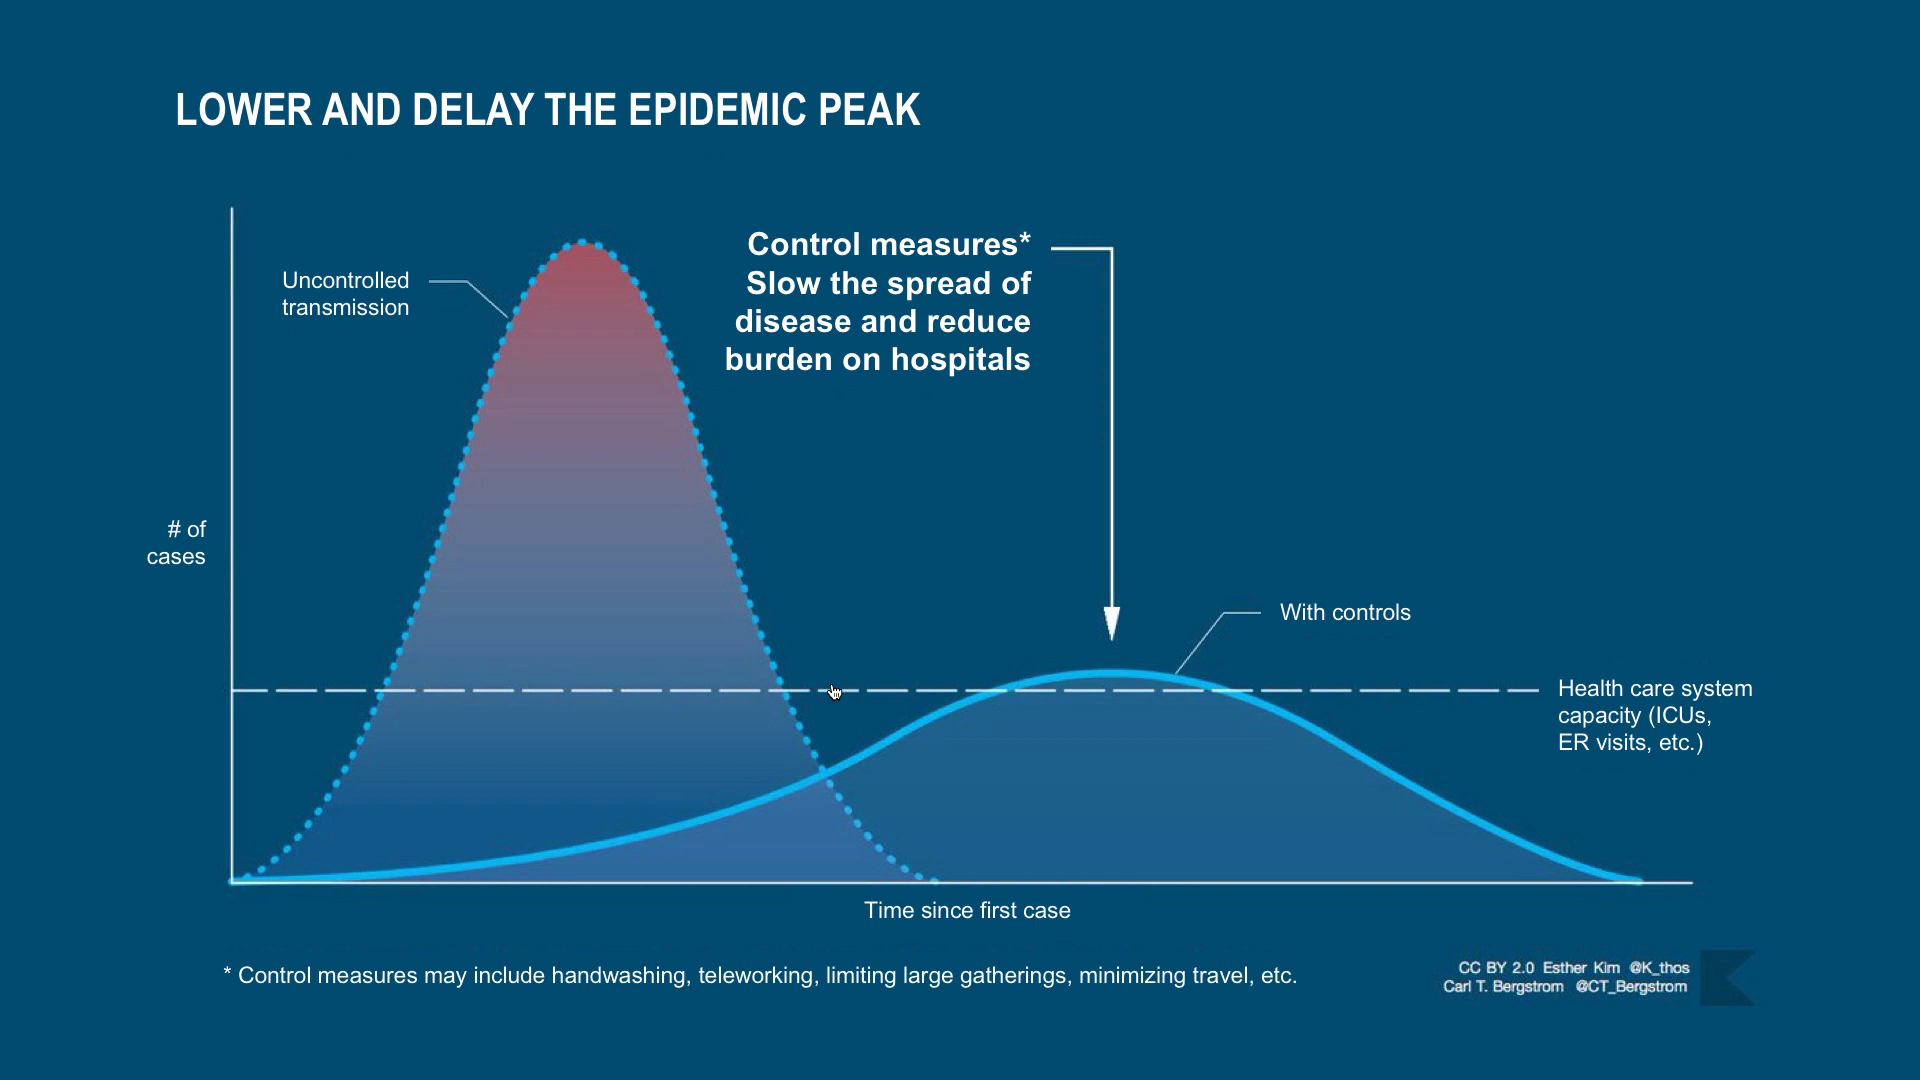 LOWER AND DELAY THE EPIDEMIC PEAK
Uncontrolled
transmission
Control measures*
Slow the spread of
disease and reduce
burden on hospitals
# of
cases
With controls
Health care system
capacity (ICUs,
ER visits, etc.)
Time since first case
* Control measures may include handwashing, teleworking, limiting large gatherings, minimizing travel, etc.
CC BY 2.0 Esther Kim @K_thos
Carl T. Bergstrom @CT_Bergstrom